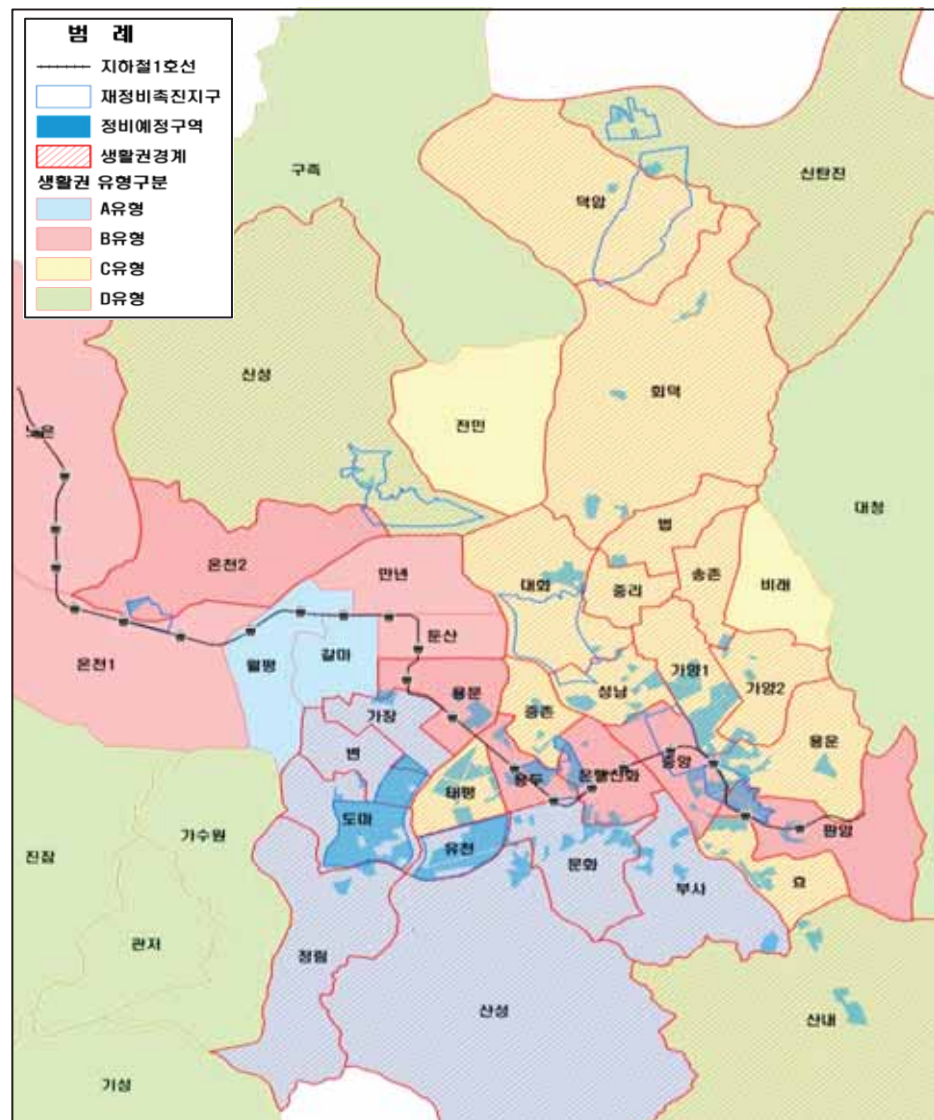 범 례
지하철1호선
재정비촉진지구
정비예정구역
생활권경계
생활권 유형구분
A유형
B유형
C유형
D유형
구즉
신탄진
덕암
신성
회덕
전민
노은
대청
법
온천2
만년
대화
중리
송촌
비래
둔산
온천1
월평
갈마
용문
성남
가양1
가양2
가장
중촌
용운
변
태평
용두
은행선화
중앙
도마
가수원
판암
진잠
유천
문화
부사
효
관저
정림
산성
산내
기성